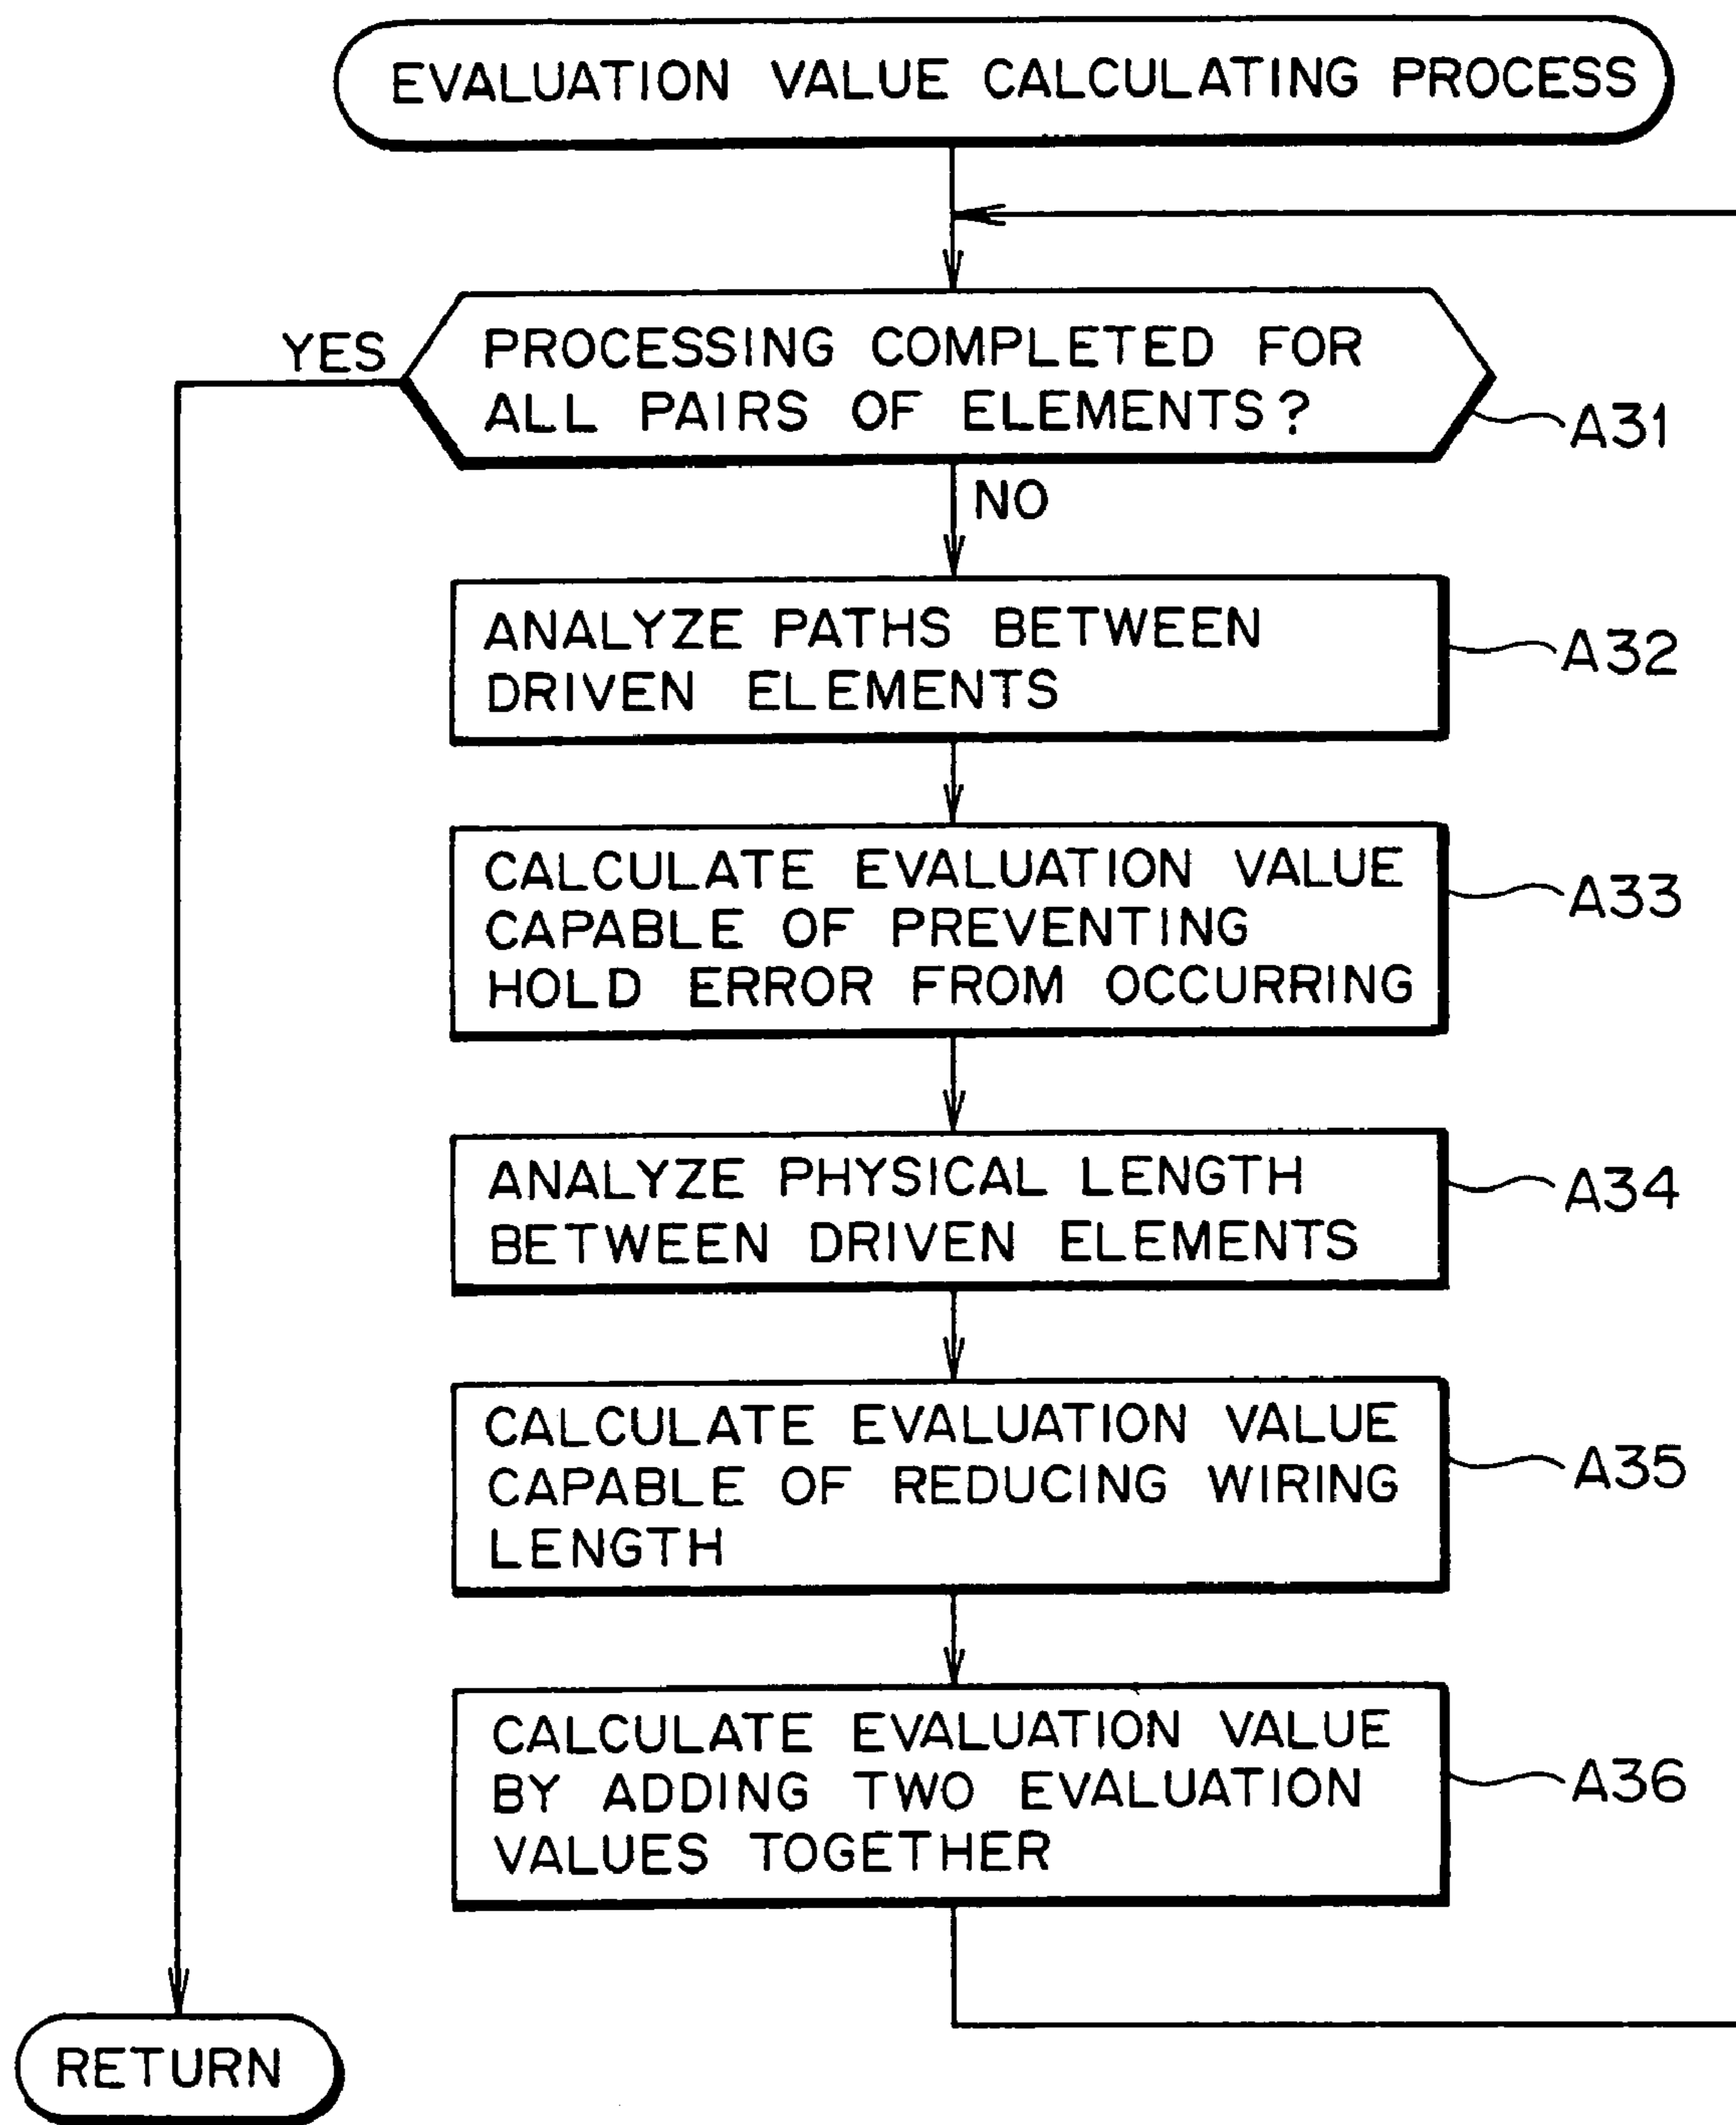 EVALUATION VALUE CALCULATING PROCESS
YES
PROCESSING COMPLETED FOR
ALL PAIRS OF ELEMENTS?
A31
NO
ANALYZE PATHS BETWEEN
DRIVEN ELEMENTS
A32
CALCULATE EVALUATION VALUE
CAPABLE OF PREVENTING
HOLD ERROR FROM OCCURRING
A33
ANALYZE PHYSICAL LENGTH
BETWEEN DRIVEN ELEMENTS
A34
CALCULATE EVALUATION VALUE
CAPABLE OF REDUCING WIRING
LENGTH
A35
CALCULATE EVALUATION VALUE
BY ADDING TWO EVALUATION
VALUES TOGETHER
A36
RETURN